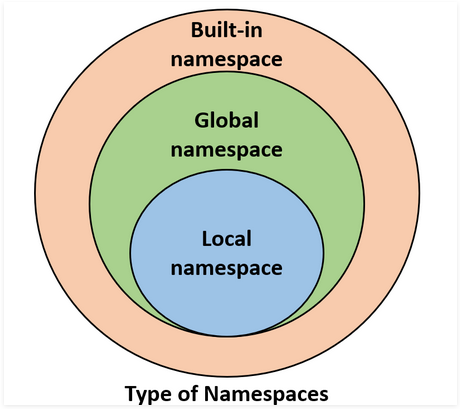 Built-in
namespace
Global
namespace
Local
namespace
Type of Namespaces